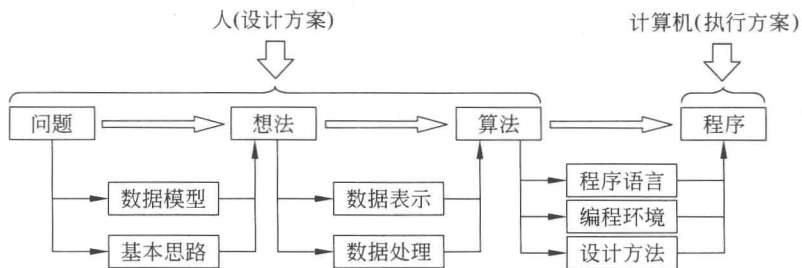 人(设计方案) 计算机(执行方案)
问题 想法 算法 程序
数据模型 数据表示 程序语言
编程环境
基本思路 数据处理 设计方法